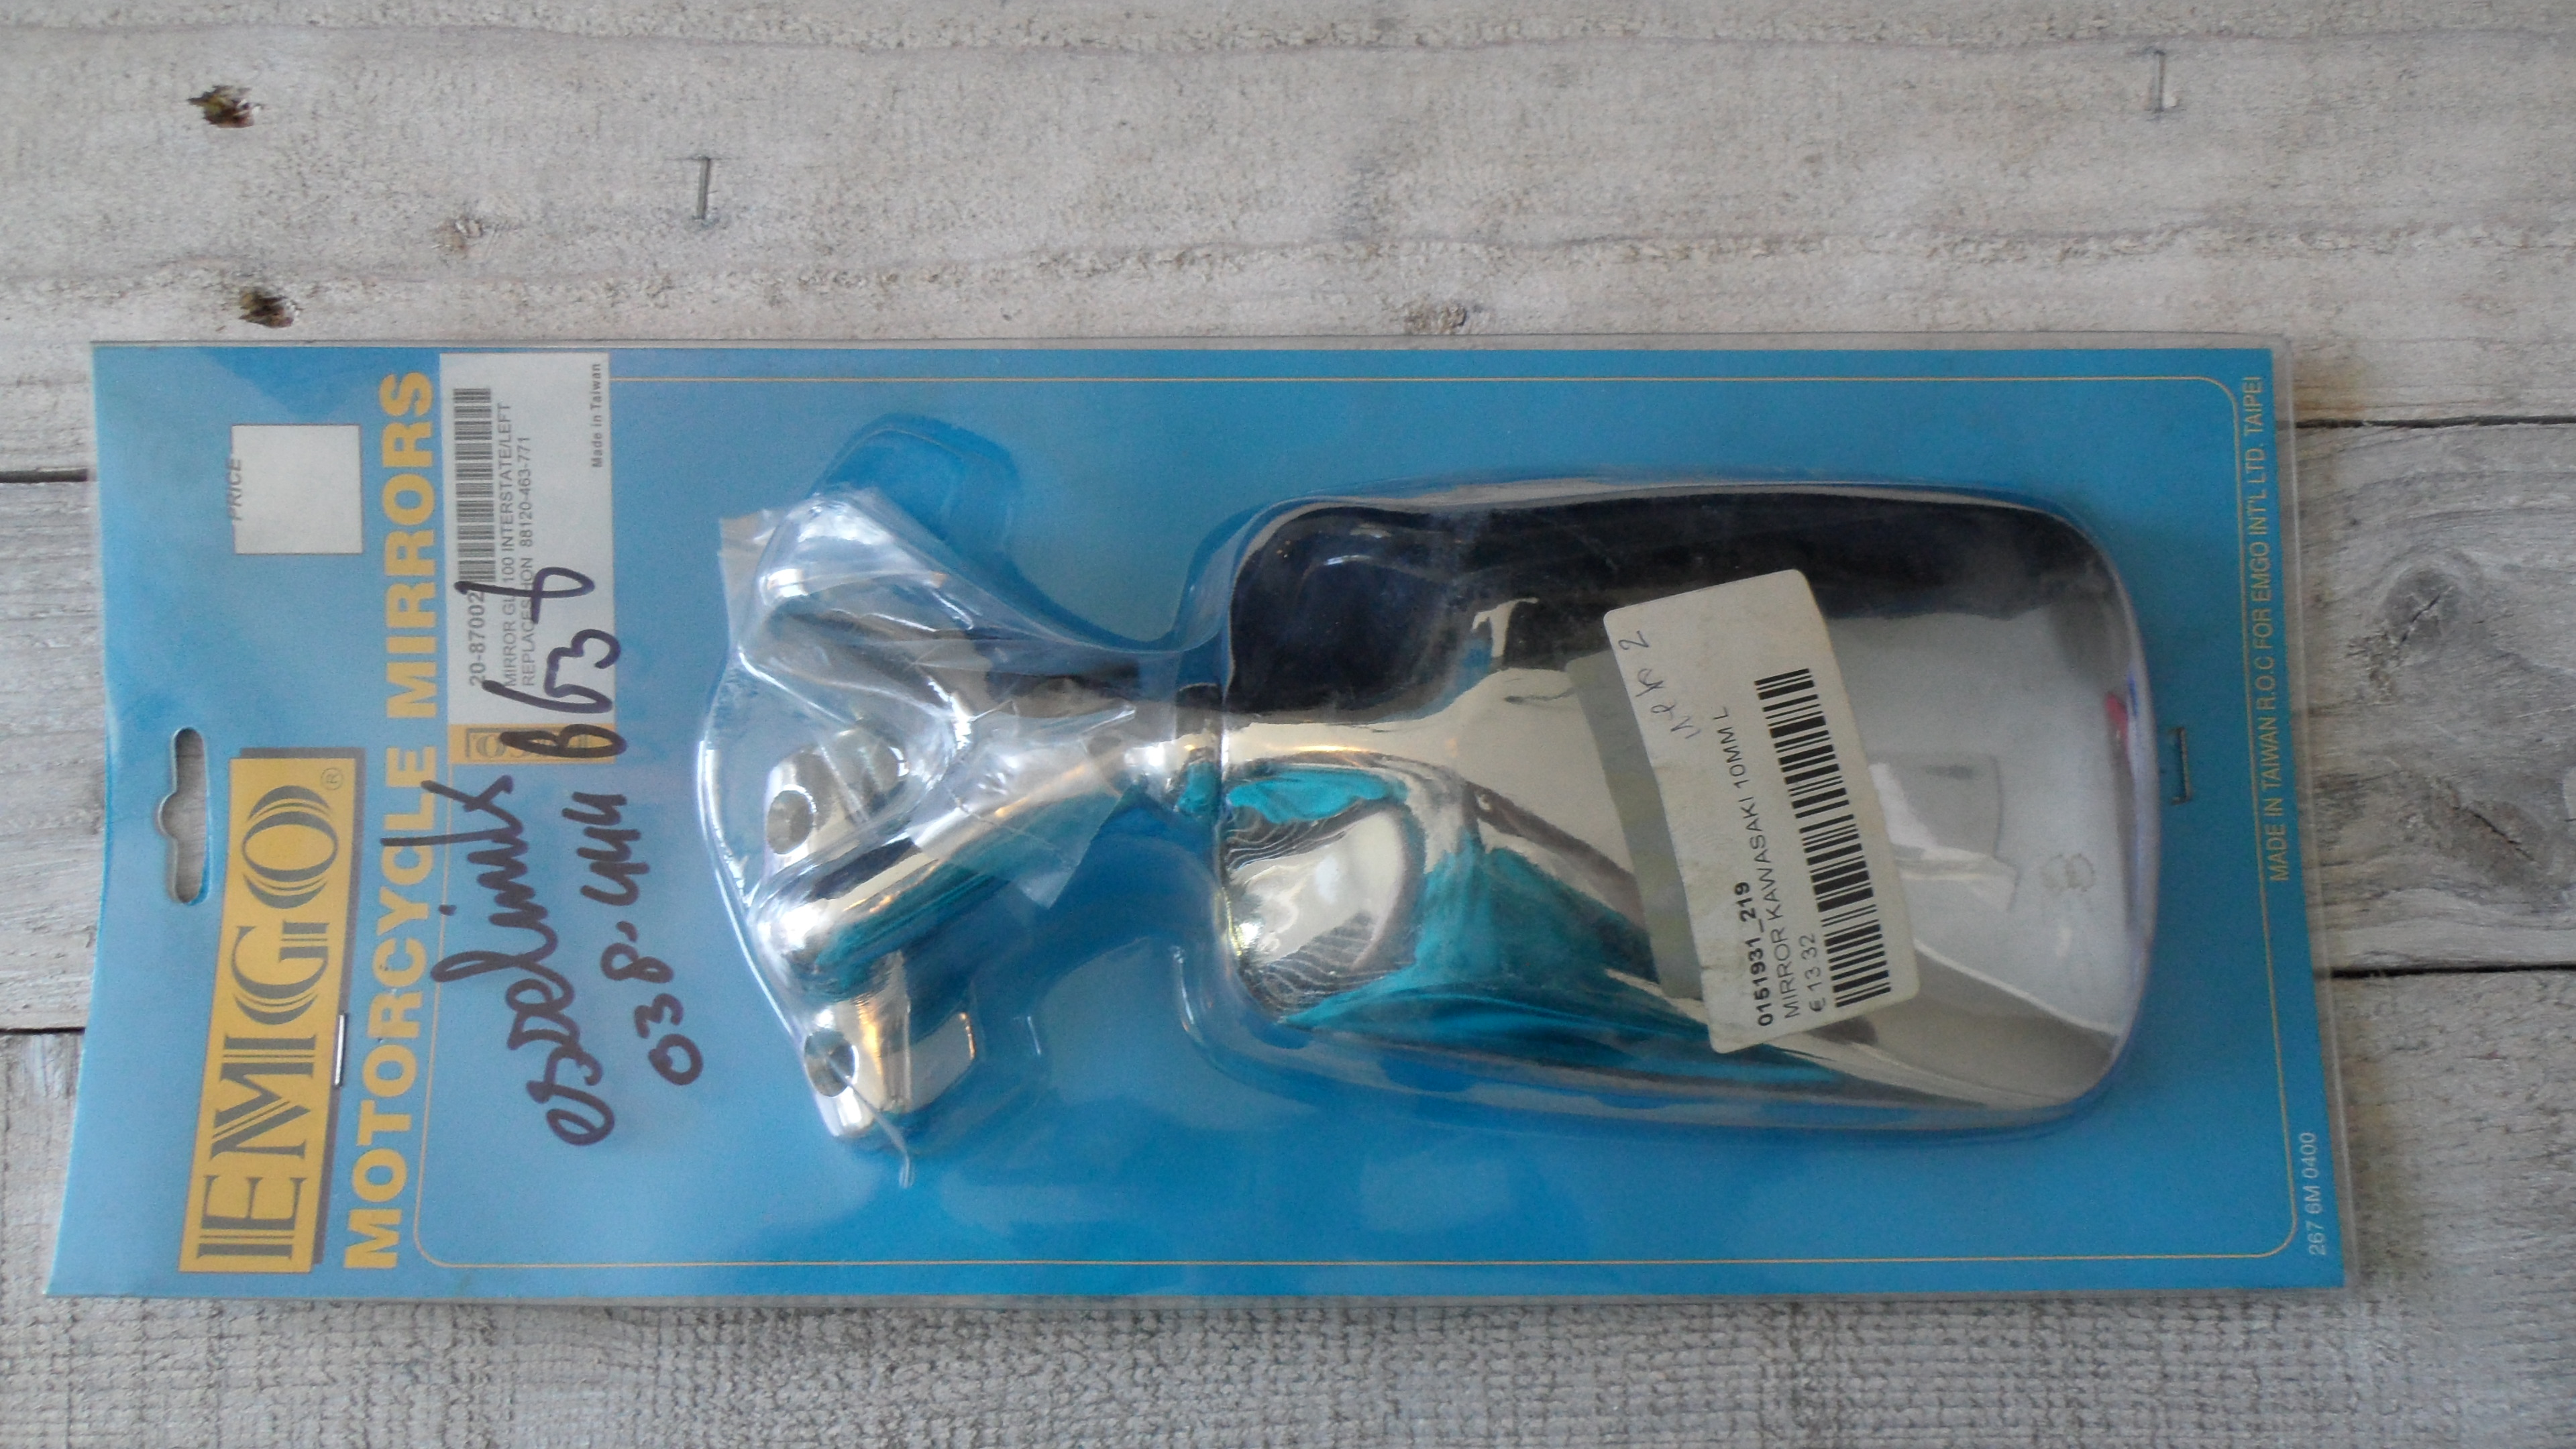 PRICE
EMGO®
MOTORCYCLE MIRRORS
20-87002
MIRROR GL1100 INTERSTATE/LEFT
REPLACES HON 88120-463-771
Made in Taiwan
0151931_219
MIRROR KAWASAKI 10MM L
€ 13 32
MADE IN TAIWAN R.O.C FOR EMGO INT'L LTD. TAIPEI
267 6M 0400